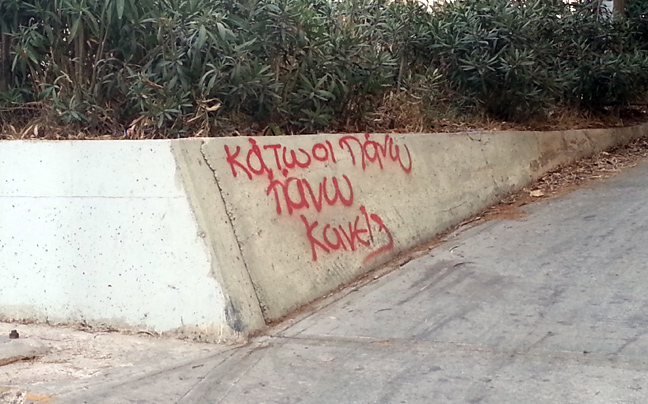 κάτω οι πάνω
πάνω
κανείς